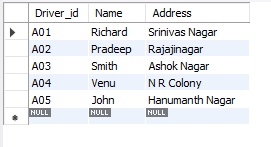 Driver_id Name Address
A01 Richard Srinivas Nagar
A02 Pradeep Rajajinagar
A03 Smith Ashok Nagar
A04 Venu N R Colony
A05 John Hanumanth Nagar
NULL NULL NULL